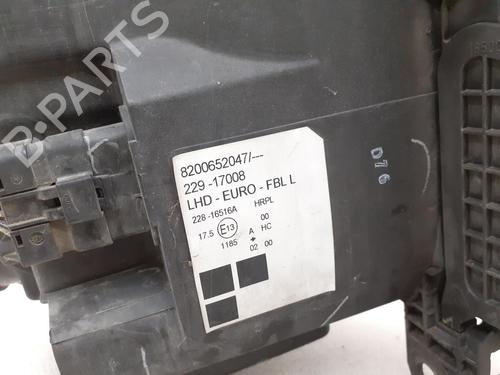 B-PARTS
8200652047/---
229 -17008
LHD - EURO - FBL L
228 -16516A HRPL
17.5 E13 A 00 HC
1185 02 00
D76